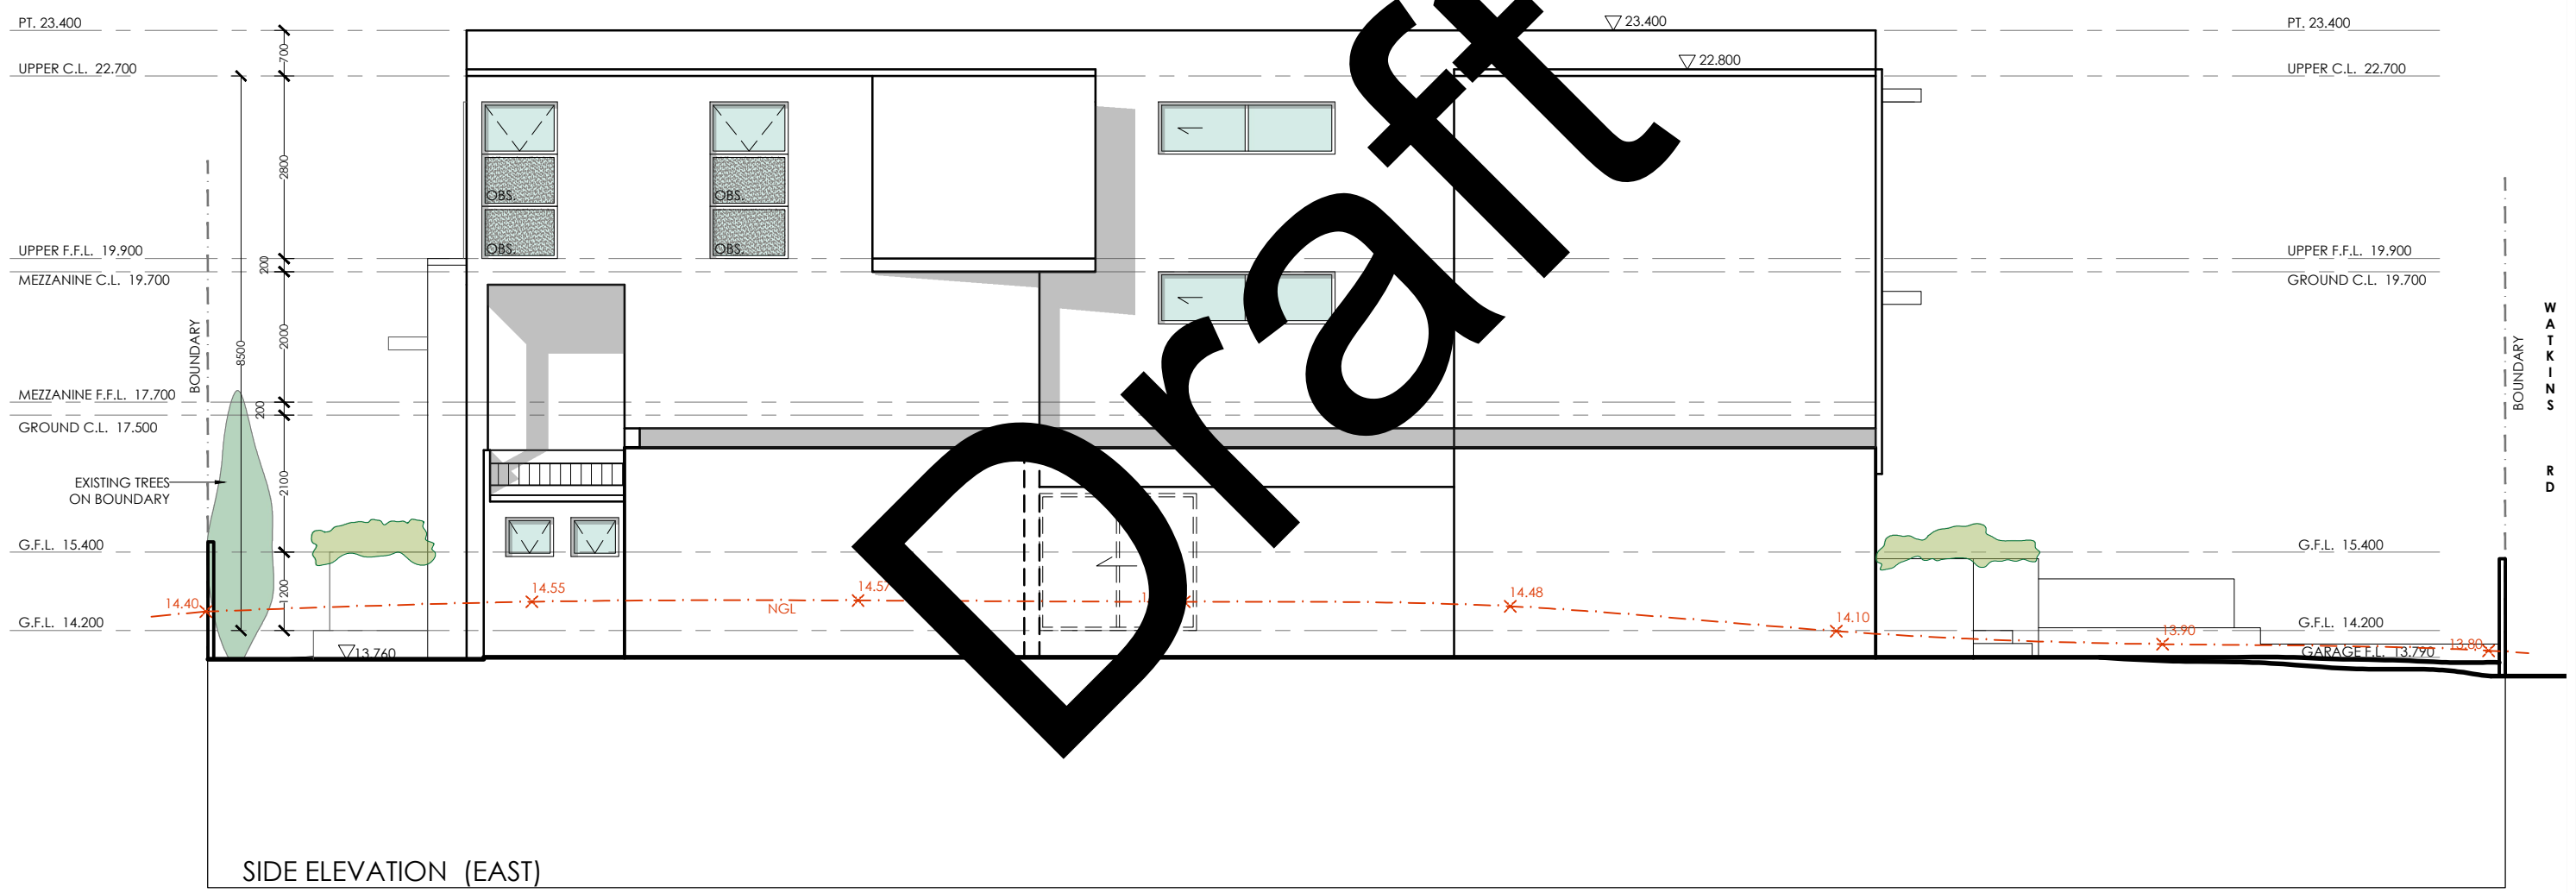 PT. 23.400
23.400
PT. 23.400
700
UPPER C.L. 22.700
22.800
UPPER C.L. 22.700
2800
OBS.
OBS.
OBS.
OBS.
UPPER F.F.L. 19.900
200
UPPER F.F.L. 19.900
MEZZANINE C.L. 19.700
GROUND C.L. 19.700
2000
8500
BOUNDARY
BOUNDARY
WATKINS RD
MEZZANINE F.F.L. 17.700
200
GROUND C.L. 17.500
EXISTING TREES
ON BOUNDARY
2100
G.F.L. 15.400
G.F.L. 15.400
1200
14.40
14.55
14.57
NGL
14.48
14.10
13.90
13.80
G.F.L. 14.200
G.F.L. 14.200
13.760
GARAGE F.L. 13.790
Draft
SIDE ELEVATION (EAST)